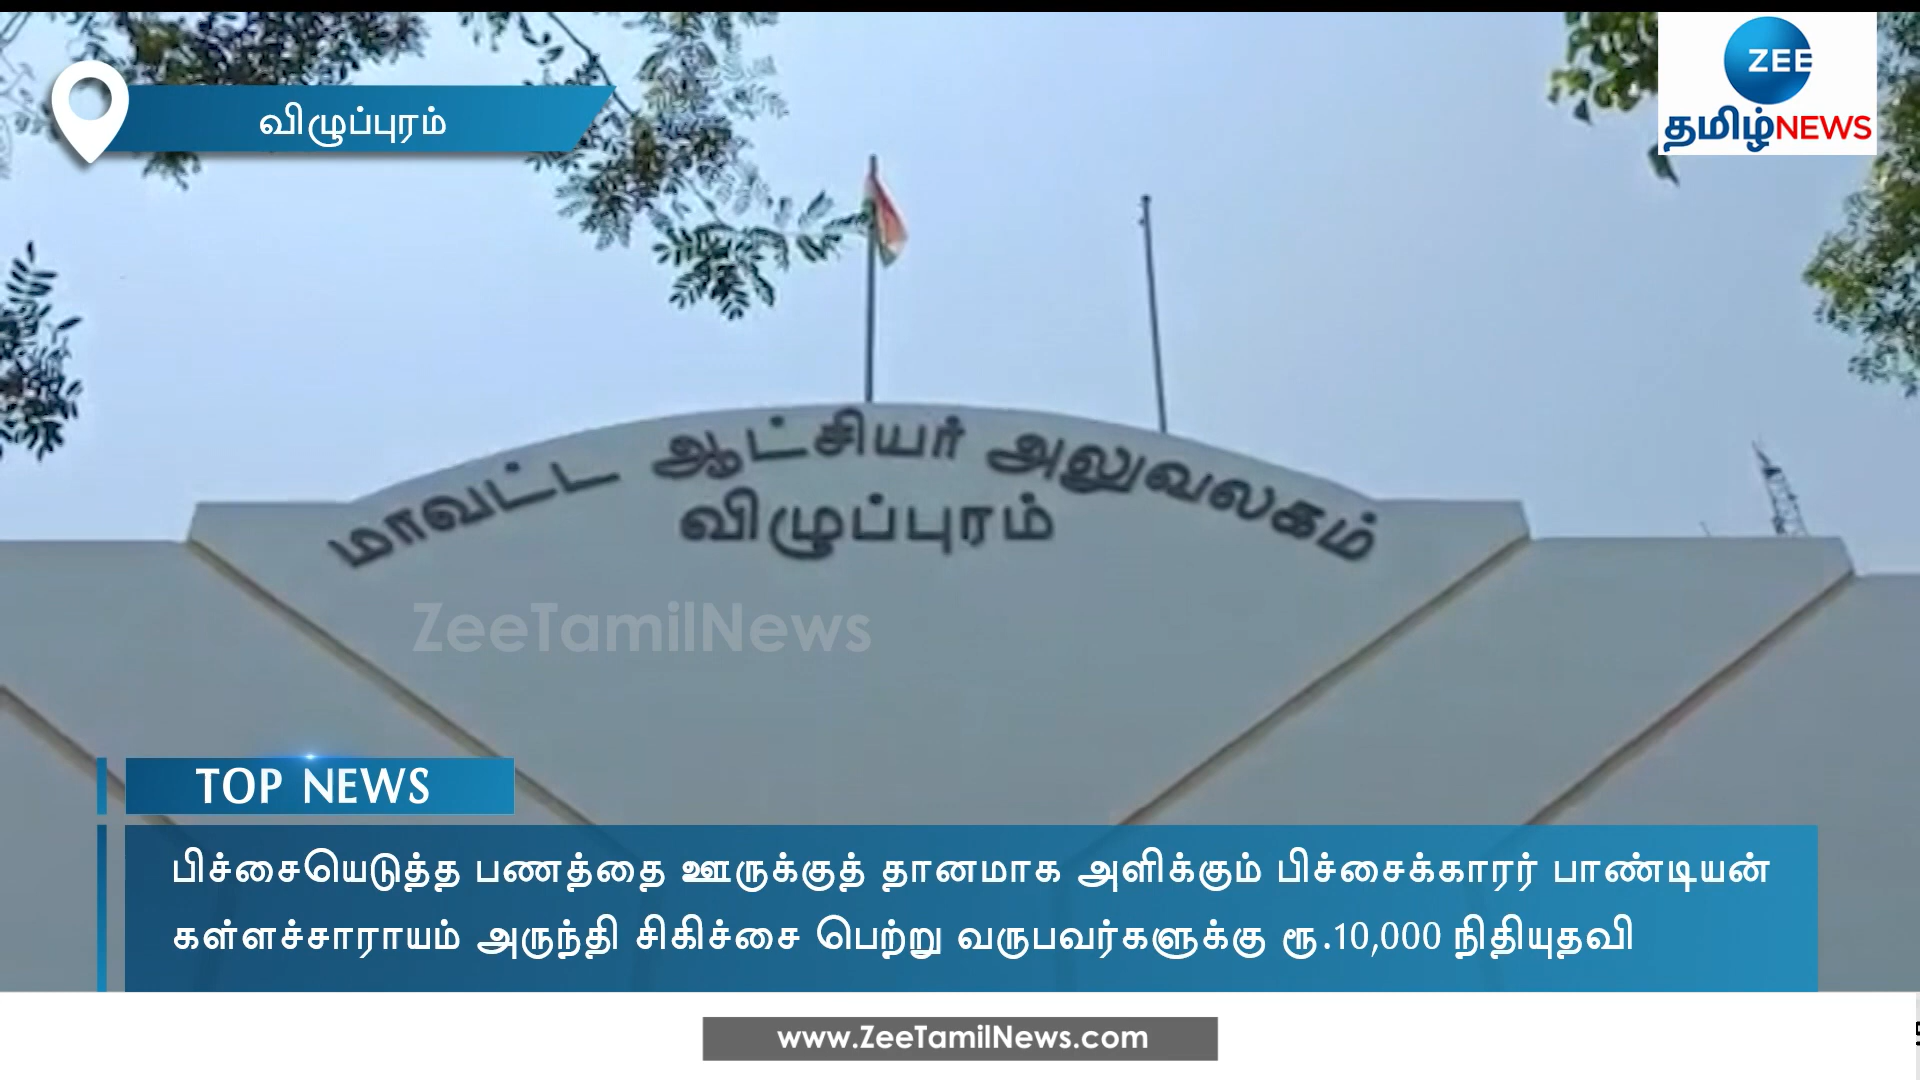 விழுப்புரம்
ZEE
தமிழ்NEWS
மாவட்ட ஆட்சியர் அலுவலகம்
விழுப்புரம்
ZeeTamilNews
TOP NEWS
பிச்சையெடுத்த பணத்தை ஊருக்குத் தானமாக அளிக்கும் பிச்சைக்காரர் பாண்டியன்
கள்ளச்சாராயம் அருந்தி சிகிச்சை பெற்று வருபவர்களுக்கு ரூ.10,000 நிதியுதவி
www.ZeeTamilNews.com